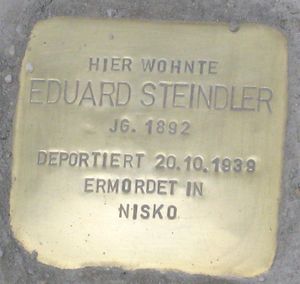 HIER WOHNTE
EDUARD STEINDLER
JG. 1892
DEPORTIERT 20.10.1939
ERMORDET IN
NISKO